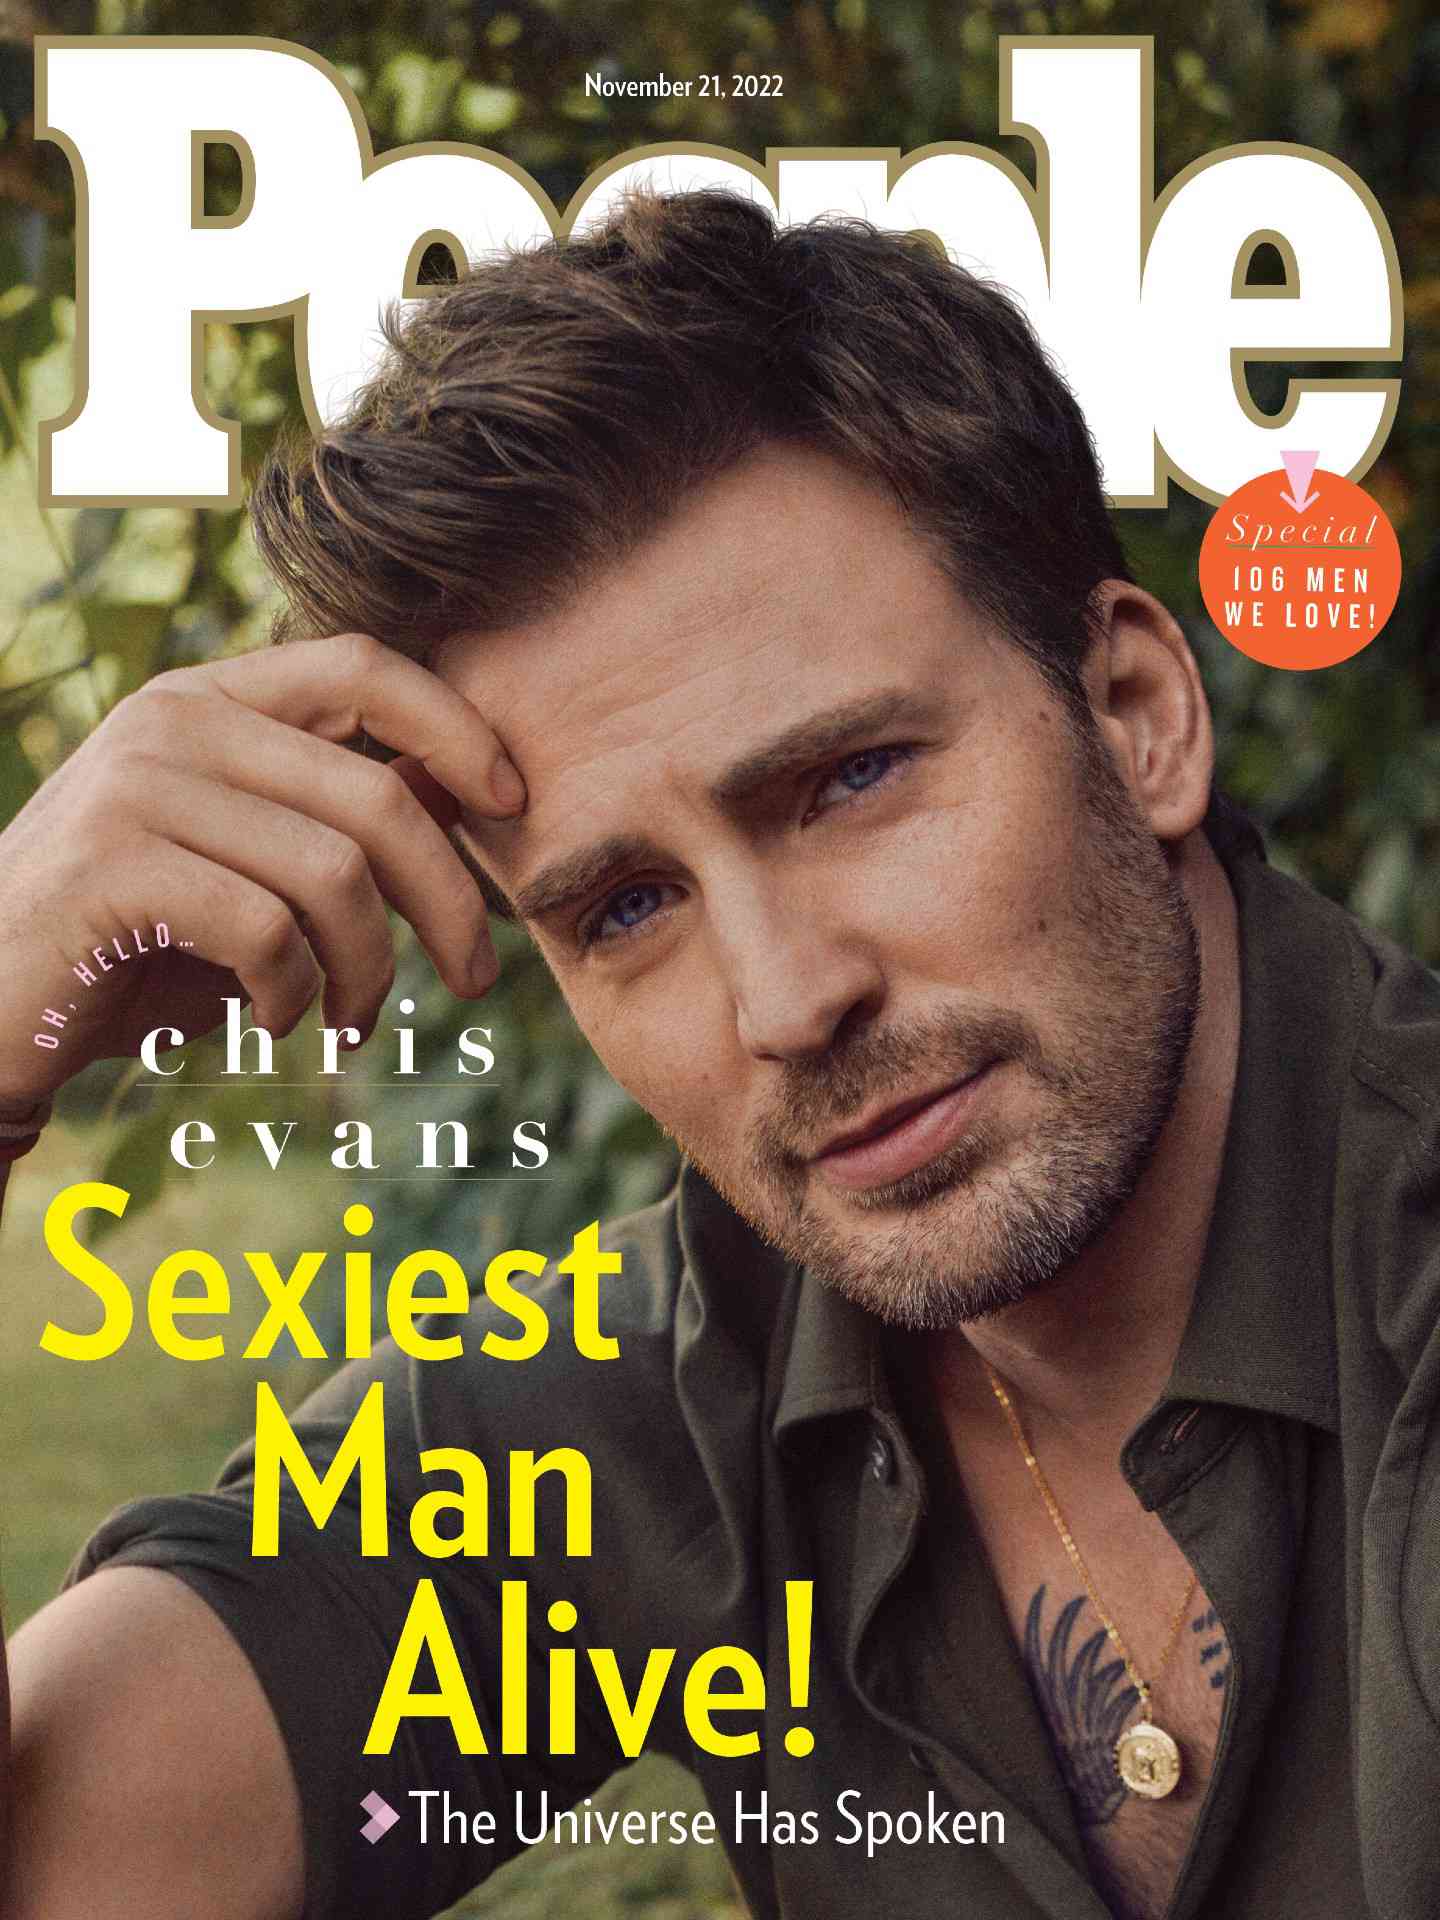 November 21, 2022
People
Special
106 MEN
WE LOVE!
OH, HELLO...
chris
evans
Sexiest
Man
Alive!
The Universe Has Spoken